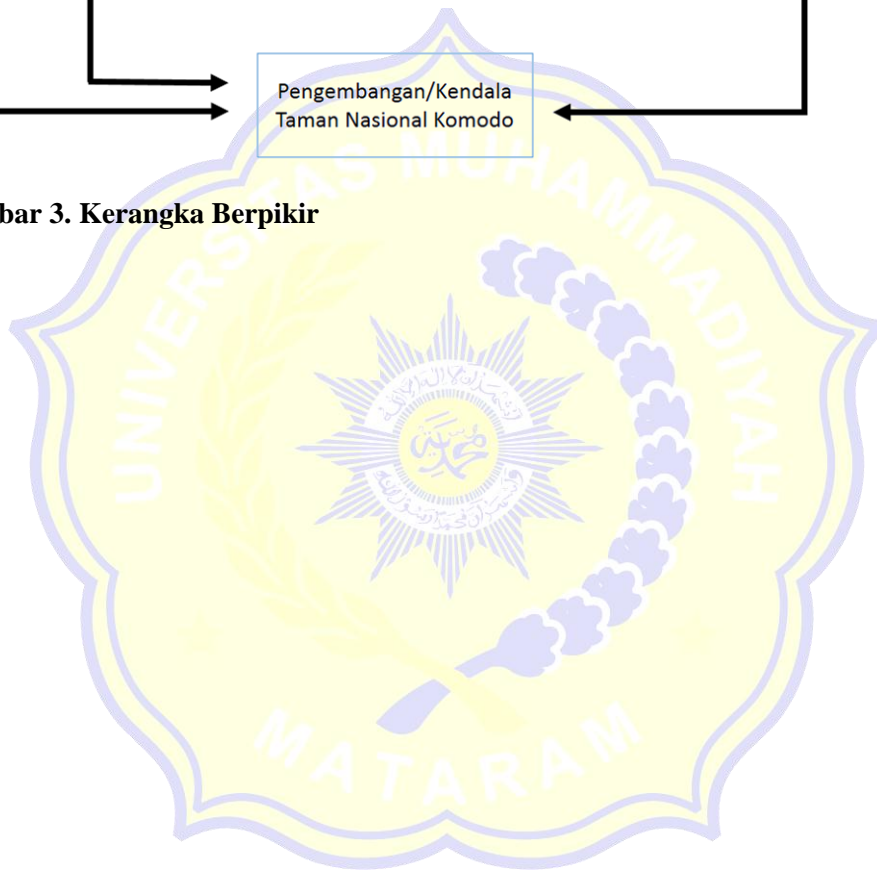 Pengembangan/Kendala
Taman Nasional Komodo
bar 3. Kerangka Berpikir
UNIVERSITAS MUHAMMADIYAH
MATARAM